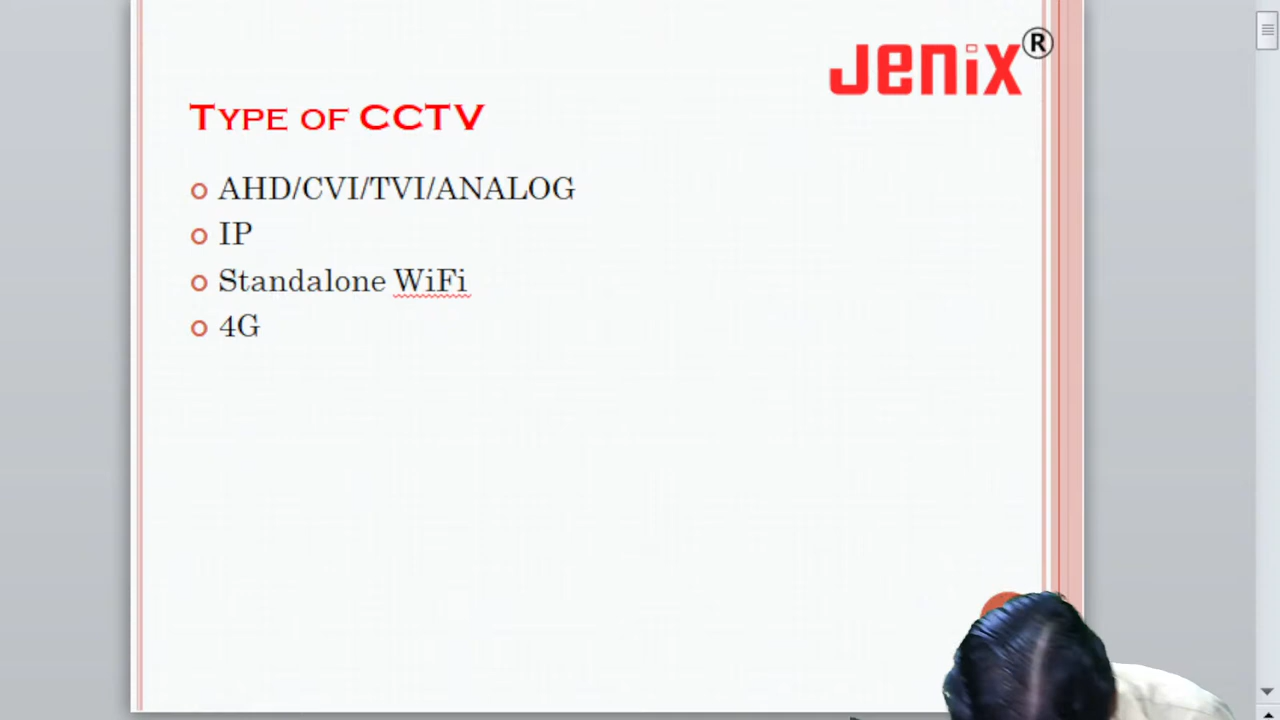 Jenix®
Type of CCTV
AHD/CVI/TVI/ANALOG
IP
Standalone WiFi
4G